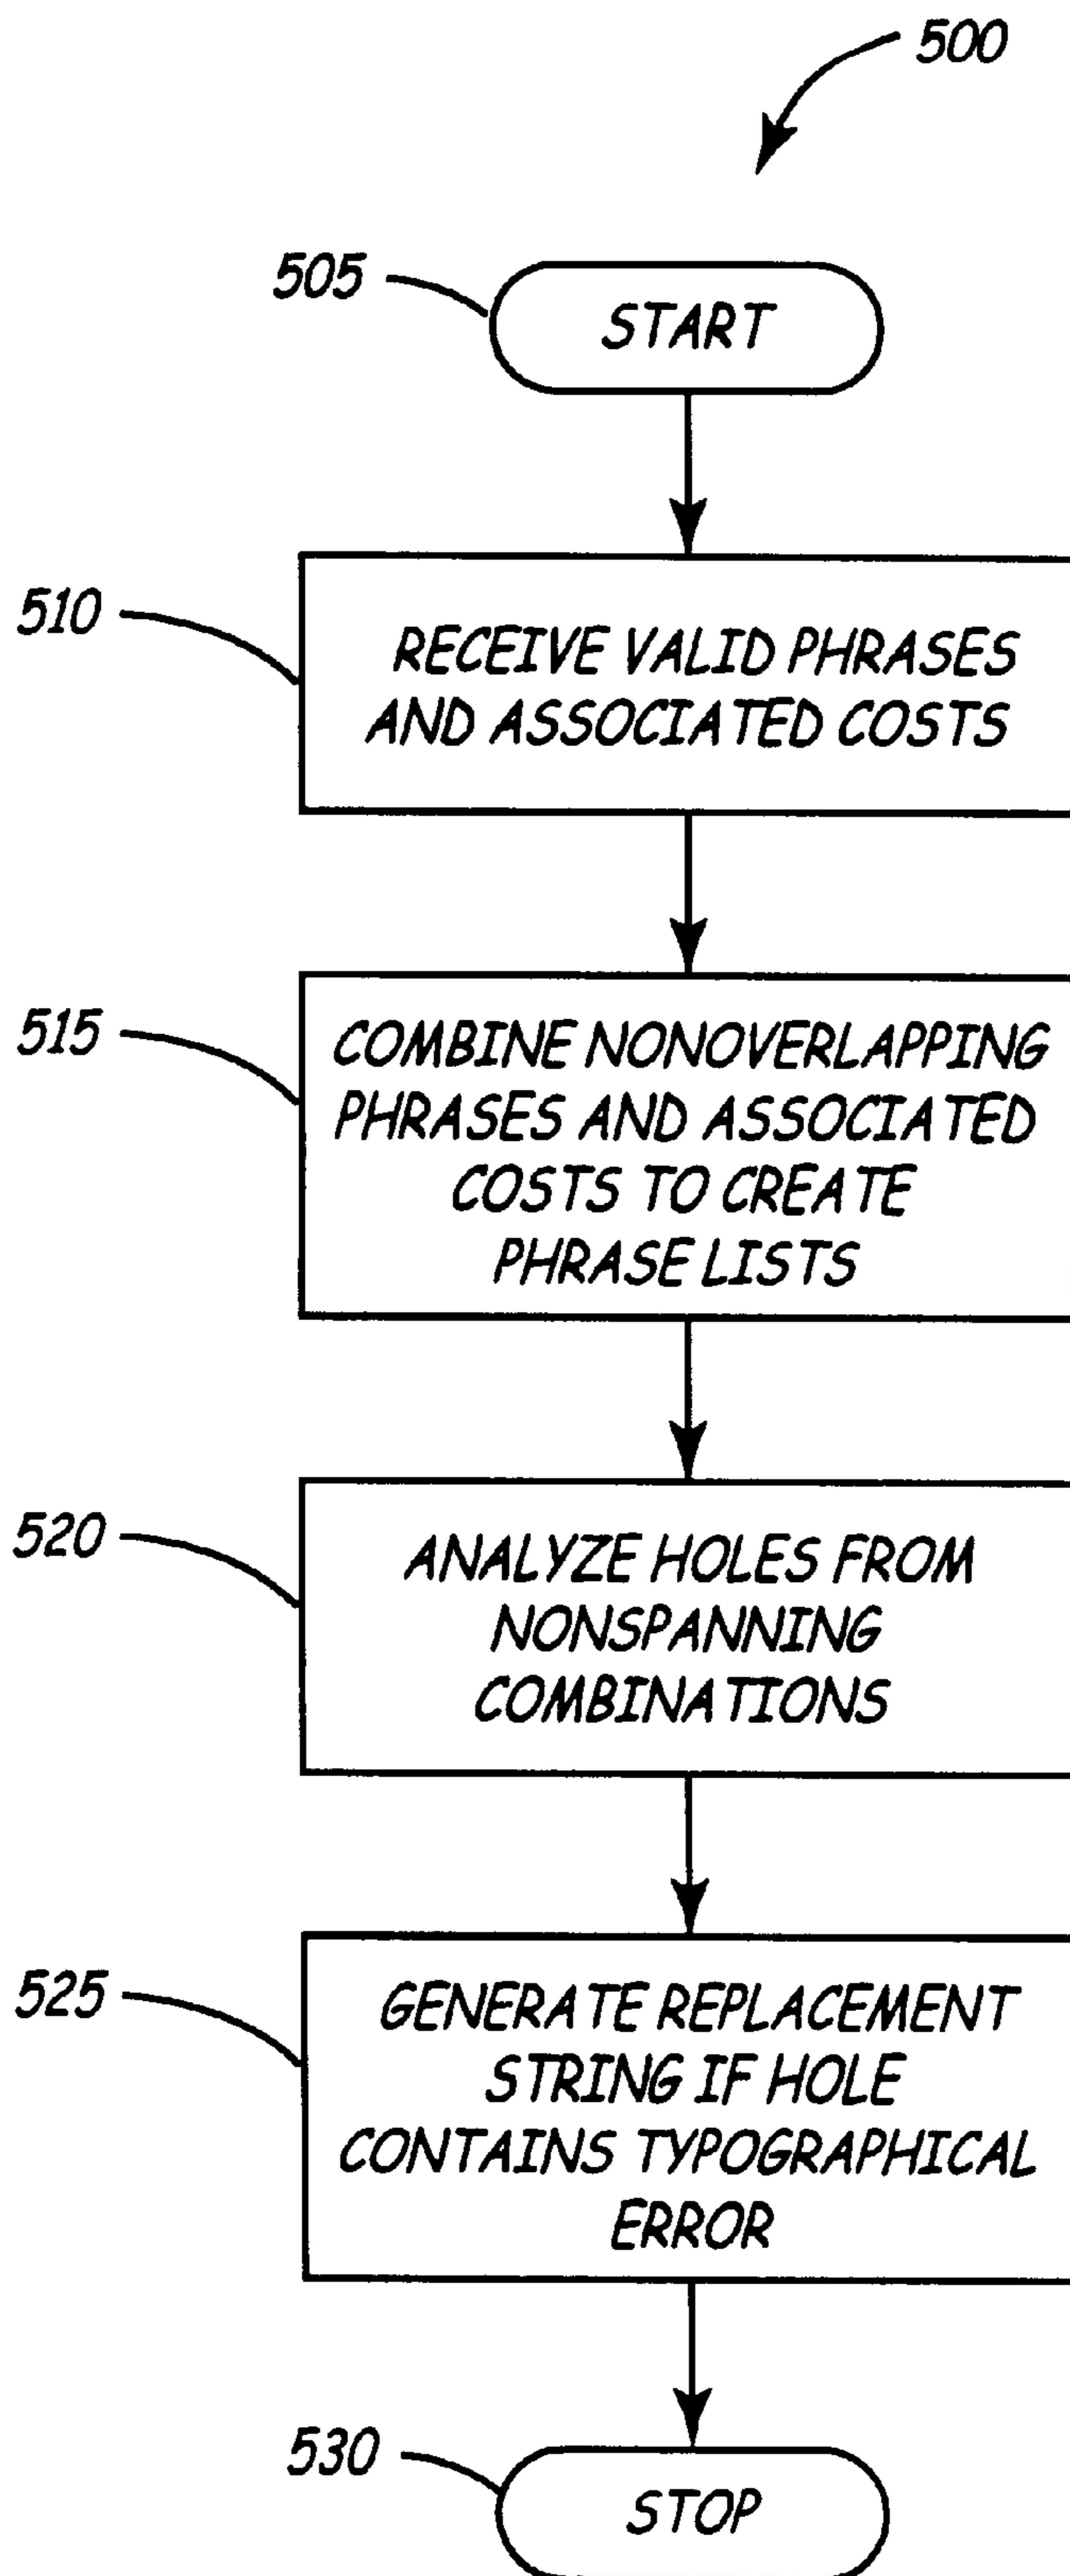 500
505
START
510
RECEIVE VALID PHRASES
AND ASSOCIATED COSTS
515
COMBINE NONOVERLAPPING
PHRASES AND ASSOCIATED
COSTS TO CREATE
PHRASE LISTS
520
ANALYZE HOLES FROM
NONSPANNING
COMBINATIONS
525
GENERATE REPLACEMENT
STRING IF HOLE
CONTAINS TYPOGRAPHICAL
ERROR
530
STOP